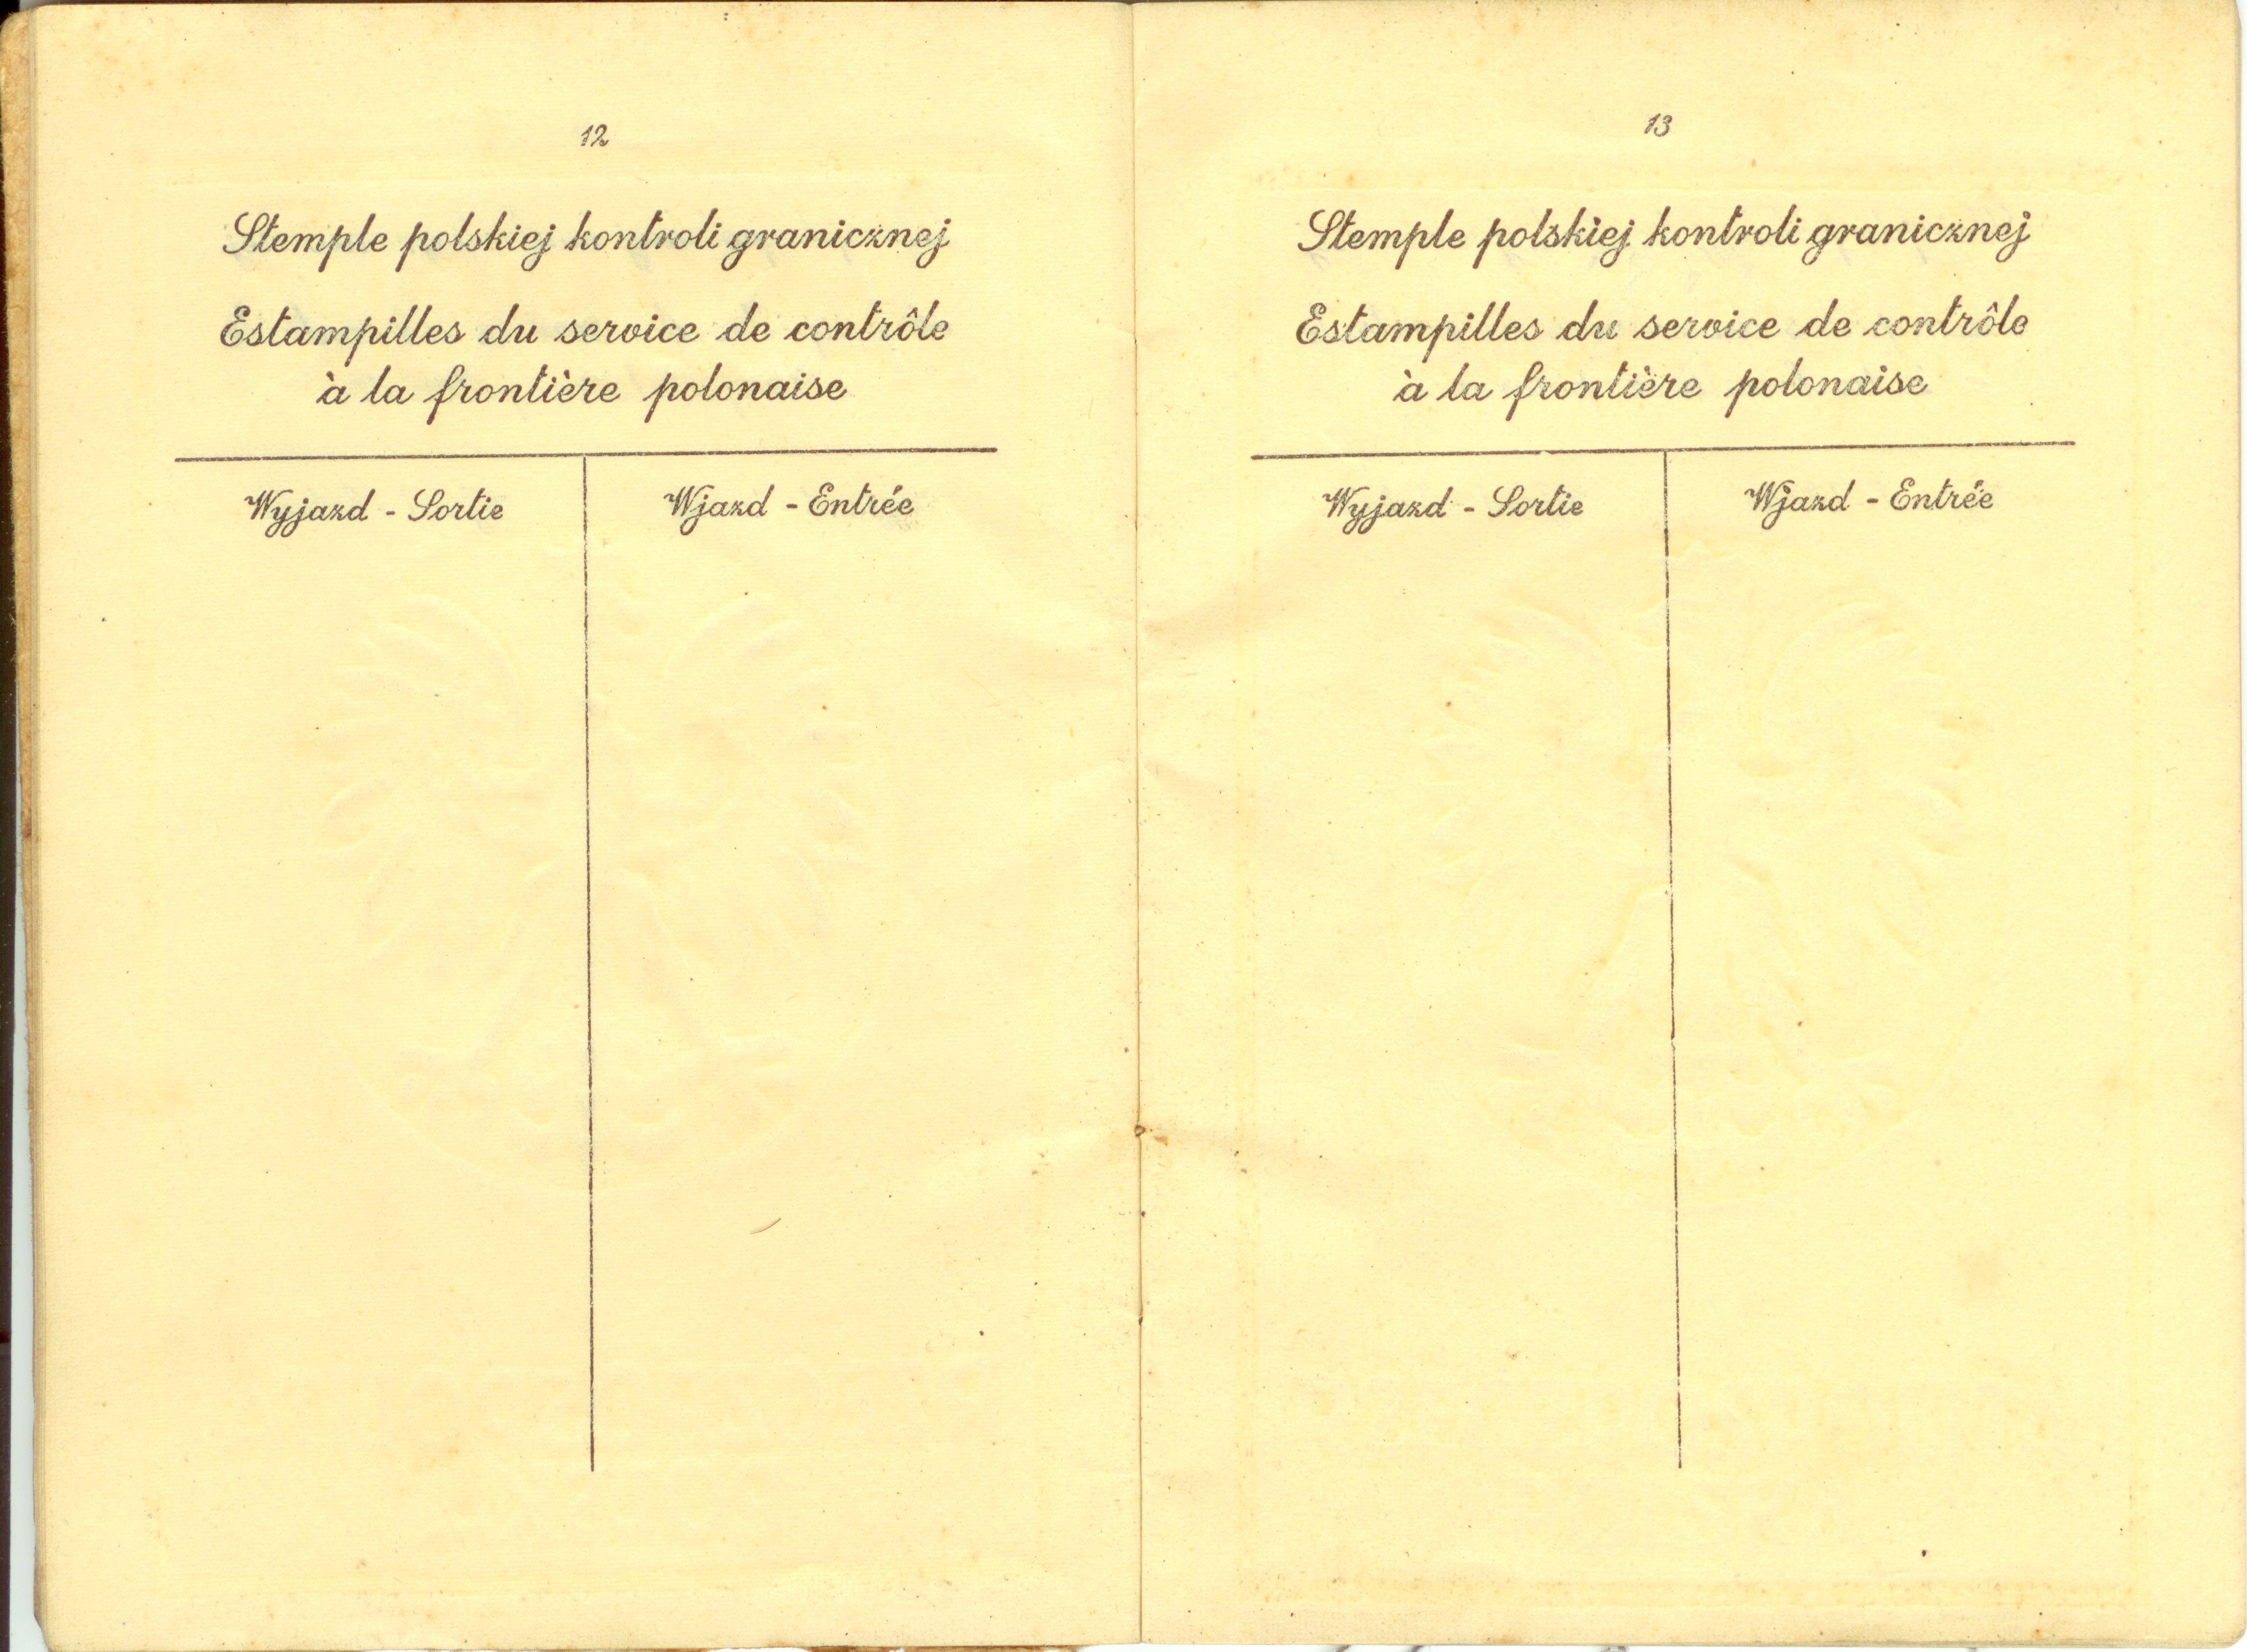 12
Stemple polskiej kontroli granicznej
Estampilles du service de contrôle
à la frontière polonaise
Wyjazd - Sortie
Wjazd - Entrée
13
Stemple polskiej kontroli granicznej
Estampilles du service de contrôle
à la frontière polonaise
Wyjazd - Sortie
Wjazd - Entrée